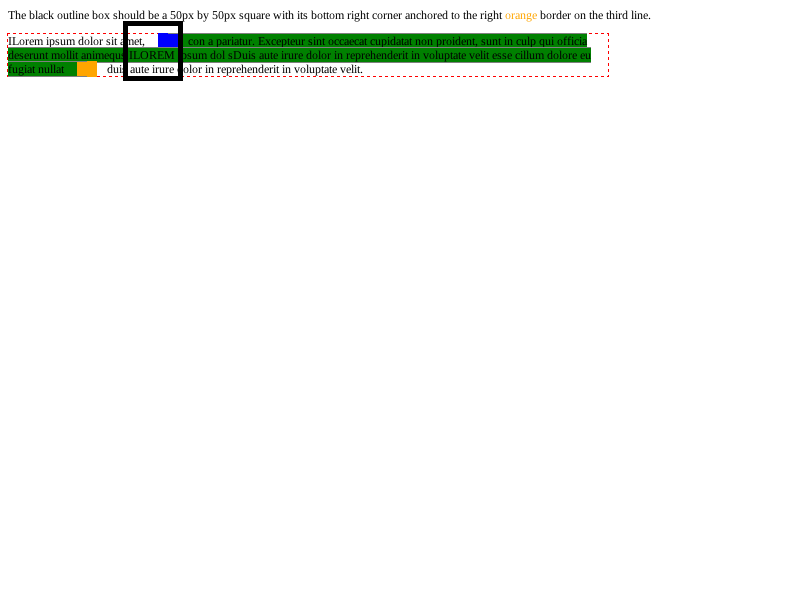 The black outline box should be a 50px by 50px square with its bottom right corner anchored to the right orange border on the third line.
ILorem ipsum dolor sit amet, con a pariatur. Excepteur sint occaecat cupidatat non proident, sunt in culp qui officia
deserunt mollit animequs ILOREM ipsum dol sDuis aute irure dolor in reprehenderit in voluptate velit esse cillum dolore eu
fugiat nullat duis aute irure dolor in reprehenderit in voluptate velit.